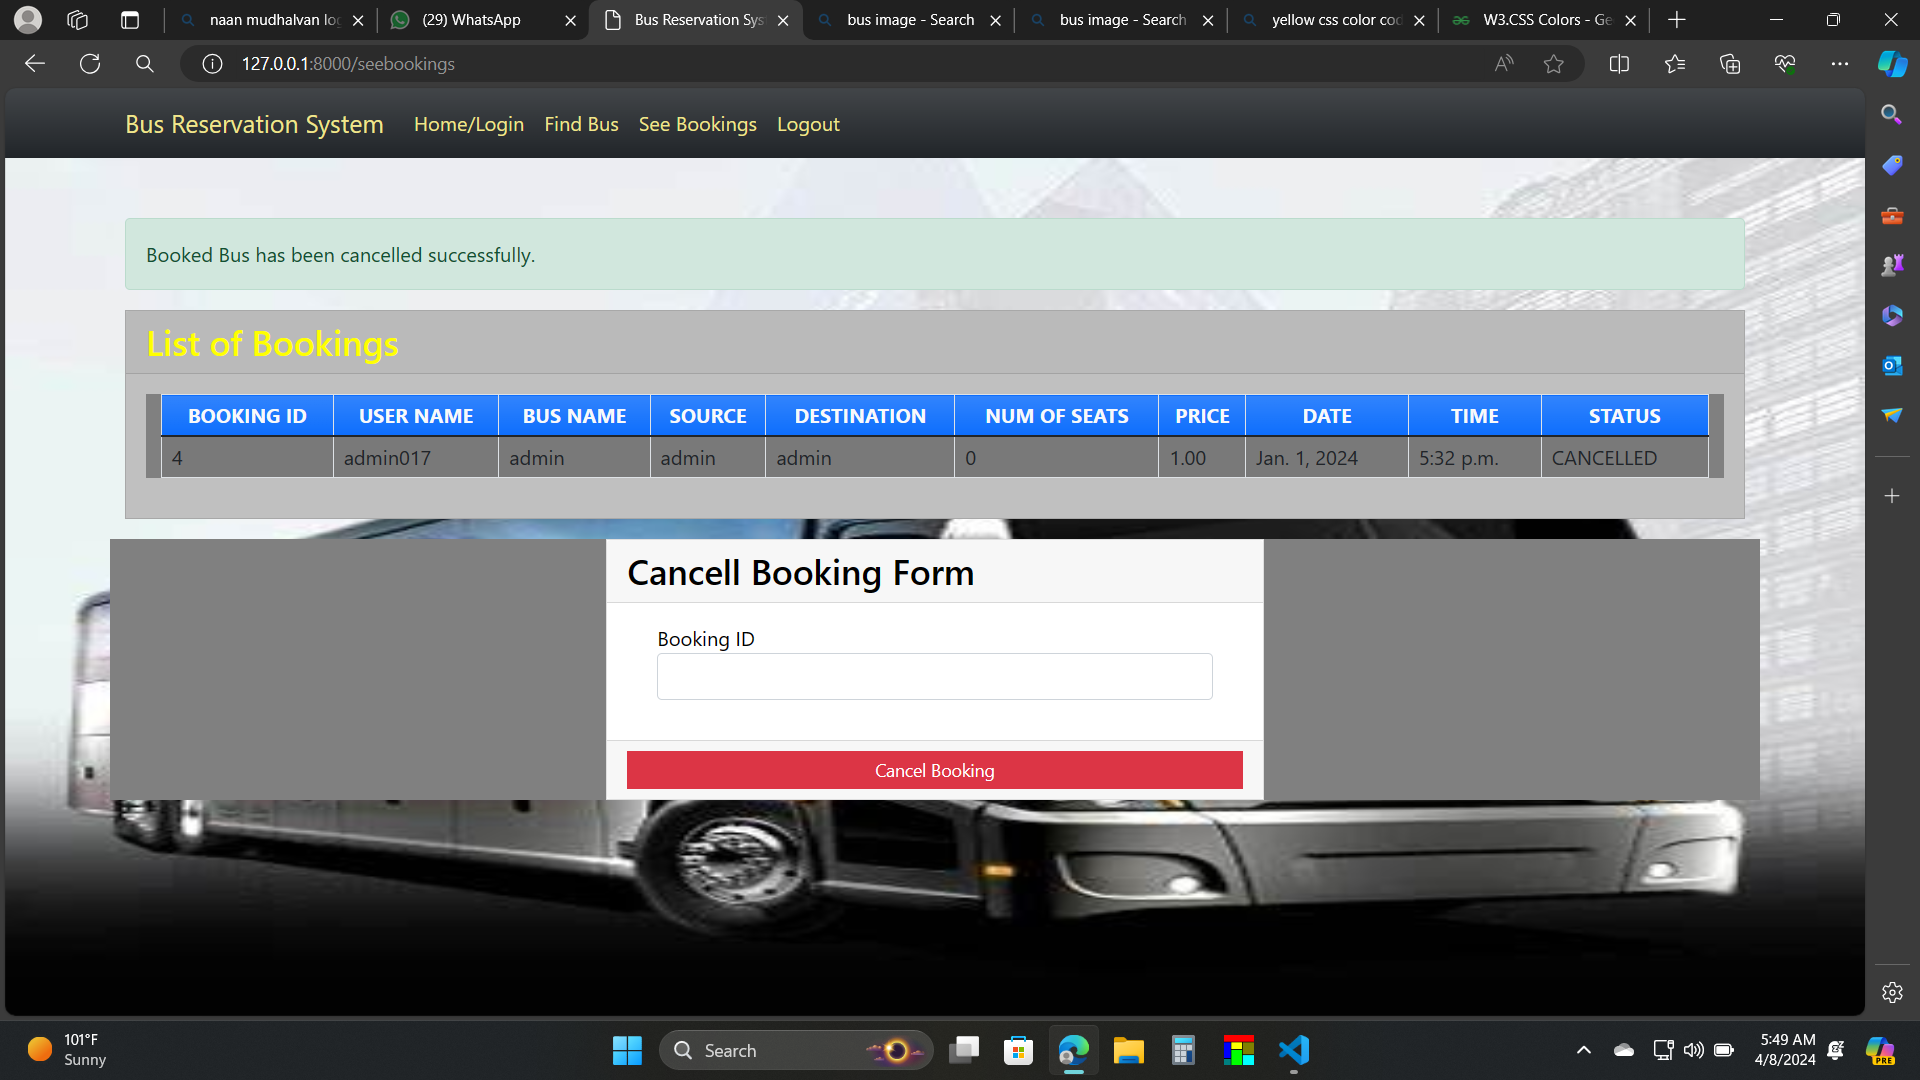 naan mudhalvan log
(29) WhatsApp
Bus Reservation Sys
bus image - Search
bus image - Search
yellow css color cod
W3.CSS Colors - Ge
127.0.0.1:8000/seebookings
Bus Reservation System
Home/Login
Find Bus
See Bookings
Logout
Booked Bus has been cancelled successfully.
List of Bookings
BOOKING ID USER NAME BUS NAME SOURCE DESTINATION NUM OF SEATS PRICE DATE TIME STATUS
4 admin017 admin admin admin 0 1.00 Jan. 1, 2024 5:32 p.m. CANCELLED
Cancell Booking Form
Booking ID
Cancel Booking
101°F
Sunny
Search
5:49 AM
4/8/2024
PRE